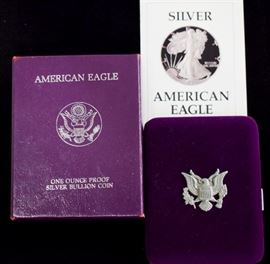 SILVER
AMERICAN
EAGLE
AMERICAN EAGLE
ONE OUNCE PROOF
SILVER BULLION COIN